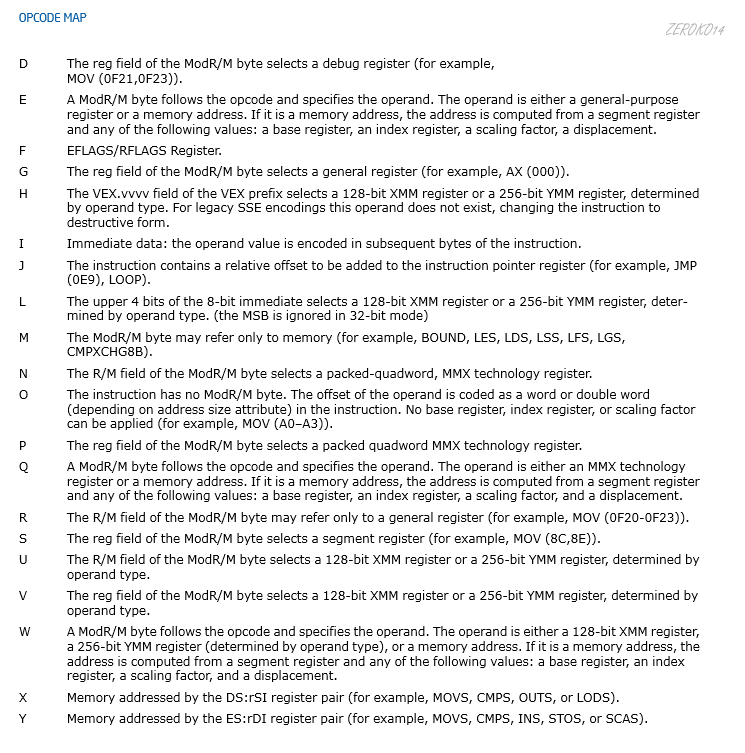 OPCODE MAP
ZEROKO14
D The reg field of the ModR/M byte selects a debug register (for example,
MOV (0F21,0F23)).
E A ModR/M byte follows the opcode and specifies the operand. The operand is either a general-purpose
register or a memory address. If it is a memory address, the address is computed from a segment register
and any of the following values: a base register, an index register, a scaling factor, a displacement.
F EFLAGS/RFLAGS Register.
G The reg field of the ModR/M byte selects a general register (for example, AX (000)).
H The VEX.vvvv field of the VEX prefix selects a 128-bit XMM register or a 256-bit YMM register, determined
by operand type. For legacy SSE encodings this operand does not exist, changing the instruction to
destructive form.
I Immediate data: the operand value is encoded in subsequent bytes of the instruction.
J The instruction contains a relative offset to be added to the instruction pointer register (for example, JMP
(0E9), LOOP).
L The upper 4 bits of the 8-bit immediate selects a 128-bit XMM register or a 256-bit YMM register, deter-
mined by operand type. (the MSB is ignored in 32-bit mode)
M The ModR/M byte may refer only to memory (for example, BOUND, LES, LDS, LSS, LFS, LGS,
CMPXCHG8B).
N The R/M field of the ModR/M byte selects a packed-quadword, MMX technology register.
O The instruction has no ModR/M byte. The offset of the operand is coded as a word or double word
(depending on address size attribute) in the instruction. No base register, index register, or scaling factor
can be applied (for example, MOV (A0–A3)).
P The reg field of the ModR/M byte selects a packed quadword MMX technology register.
Q A ModR/M byte follows the opcode and specifies the operand. The operand is either an MMX technology
register or a memory address. If it is a memory address, the address is computed from a segment register
and any of the following values: a base register, an index register, a scaling factor, and a displacement.
R The R/M field of the ModR/M byte may refer only to a general register (for example, MOV (0F20-0F23)).
S The reg field of the ModR/M byte selects a segment register (for example, MOV (8C,8E)).
U The R/M field of the ModR/M byte selects a 128-bit XMM register or a 256-bit YMM register, determined by
operand type.
V The reg field of the ModR/M byte selects a 128-bit XMM register or a 256-bit YMM register, determined by
operand type.
W A ModR/M byte follows the opcode and specifies the operand. The operand is either a 128-bit XMM register,
a 256-bit YMM register (determined by operand type), or a memory address. If it is a memory address, the
address is computed from a segment register and any of the following values: a base register, an index
register, a scaling factor, and a displacement.
X Memory addressed by the DS:rSI register pair (for example, MOVS, CMPS, OUTS, or LODS).
Y Memory addressed by the ES:rDI register pair (for example, MOVS, CMPS, INS, STOS, or SCAS).